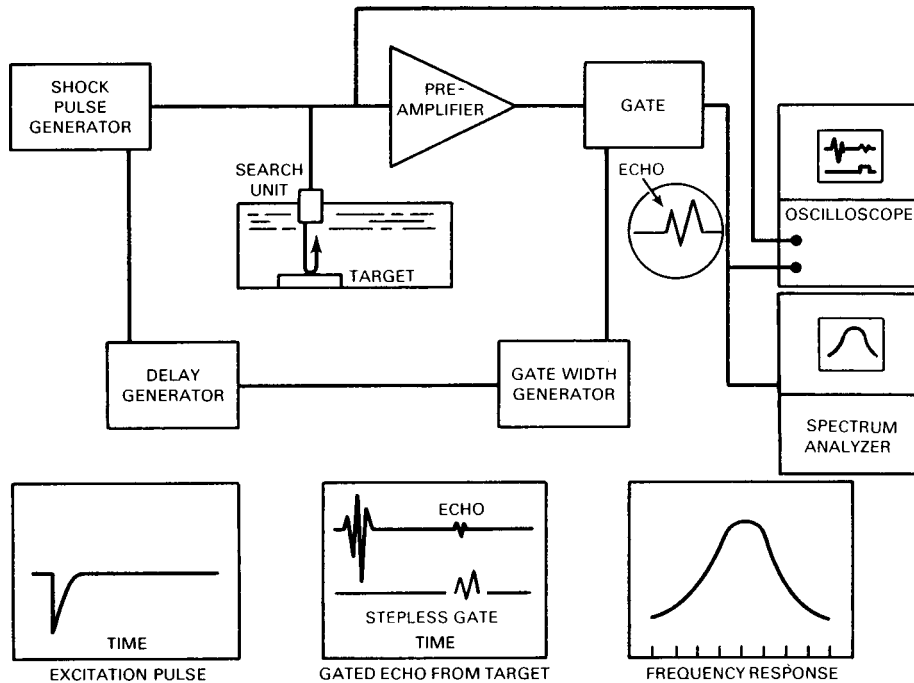 SHOCK
PULSE
GENERATOR
PRE-
AMPLIFIER
GATE
SEARCH
UNIT
ECHO
OSCILLOSCOPE
TARGET
DELAY
GENERATOR
GATE WIDTH
GENERATOR
SPECTRUM
ANALYZER
ECHO
STEPLESS GATE
TIME
TIME
EXCITATION PULSE
GATED ECHO FROM TARGET
FREQUENCY RESPONSE